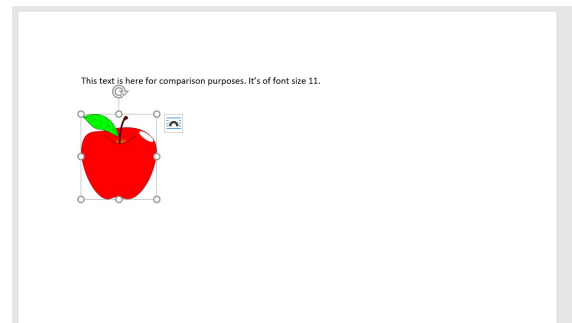 This text is here for comparison purposes. It’s of font size 11.